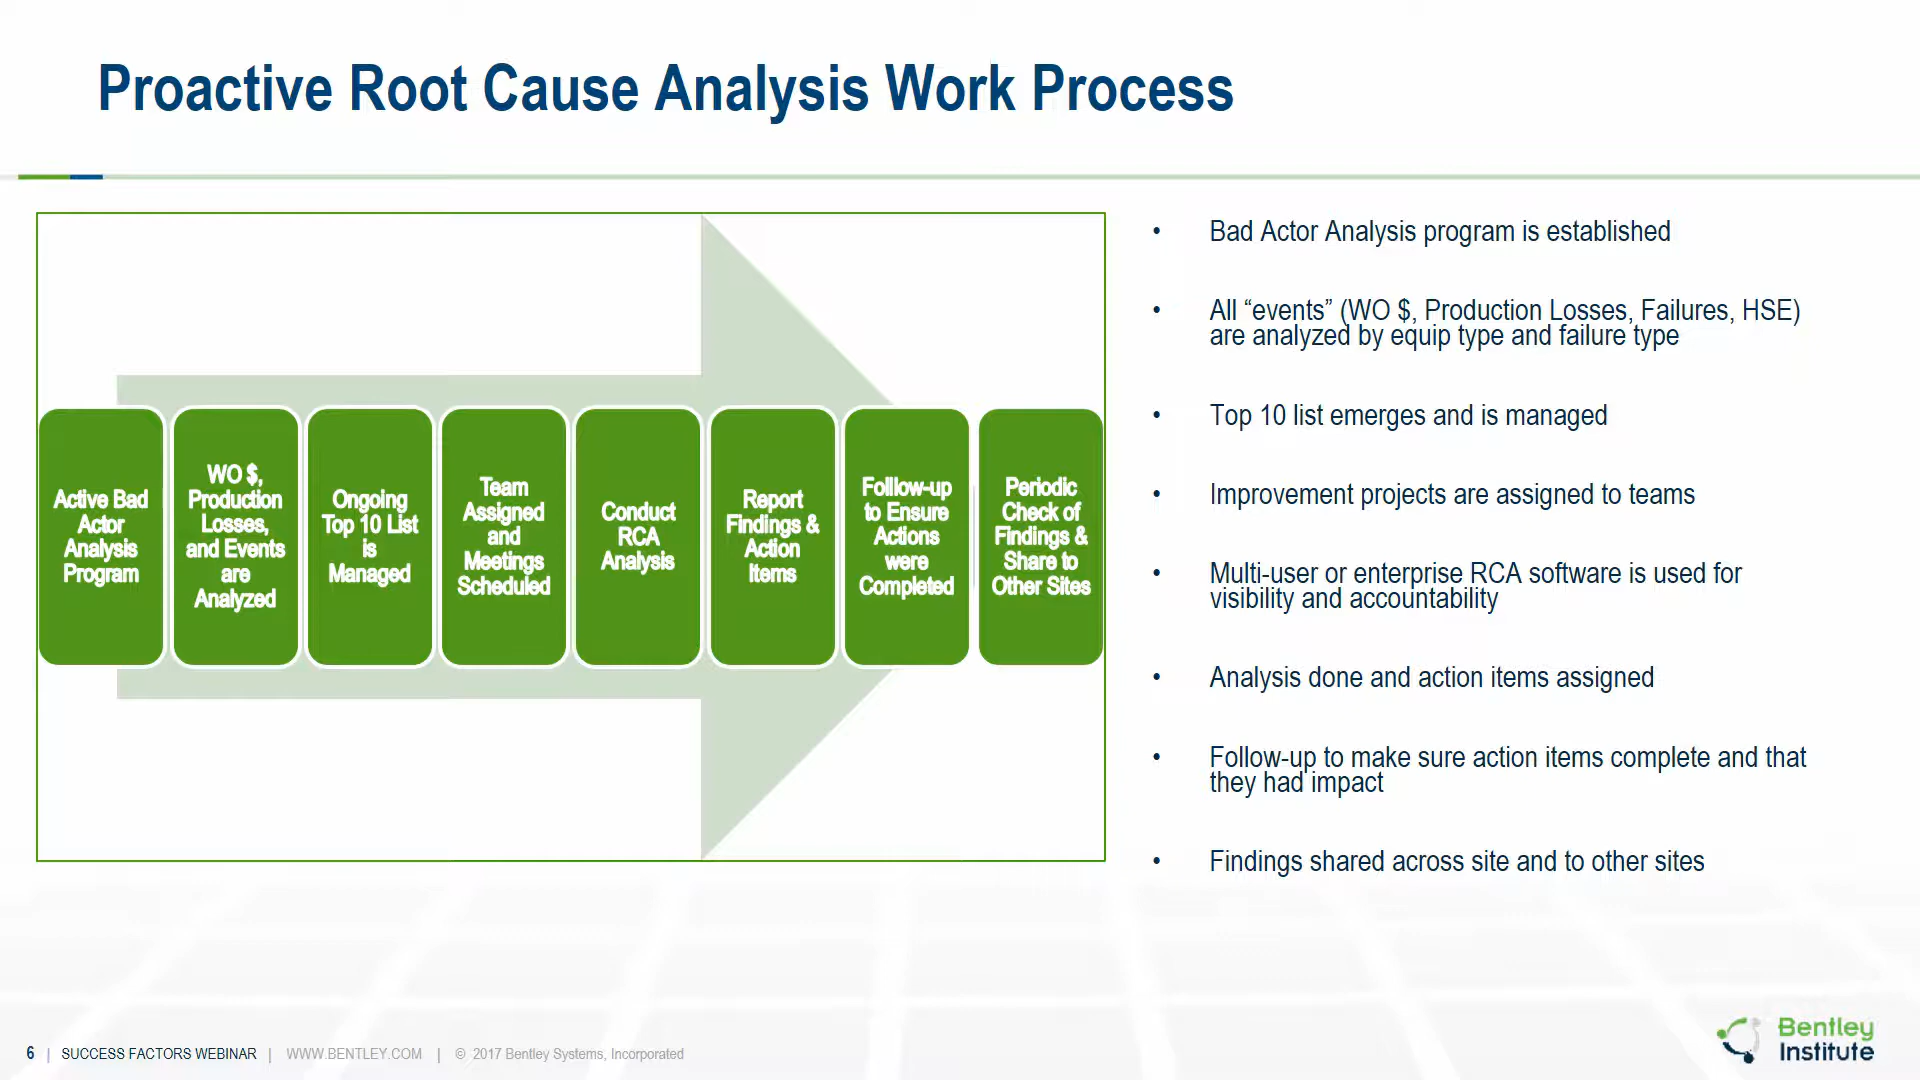 Proactive Root Cause Analysis Work Process
Active Bad
Actor
Analysis
Program
WO $,
Production
Losses,
and Events
are
Analyzed
Ongoing
Top 10 List
is
Managed
Team
Assigned
and
Meetings
Scheduled
Conduct
RCA
Analysis
Report
Findings &
Action
Items
Folllow-up
to Ensure
Actions
were
Completed
Periodic
Check of
Findings &
Share to
Other Sites
• Bad Actor Analysis program is established
• All “events” (WO $, Production Losses, Failures, HSE)
are analyzed by equip type and failure type
• Top 10 list emerges and is managed
• Improvement projects are assigned to teams
• Multi-user or enterprise RCA software is used for
visibility and accountability
• Analysis done and action items assigned
• Follow-up to make sure action items complete and that
they had impact
• Findings shared across site and to other sites
6 | SUCCESS FACTORS WEBINAR | WWW.BENTLEY.COM | © 2017 Bentley Systems, Incorporated
Bentley
Institute